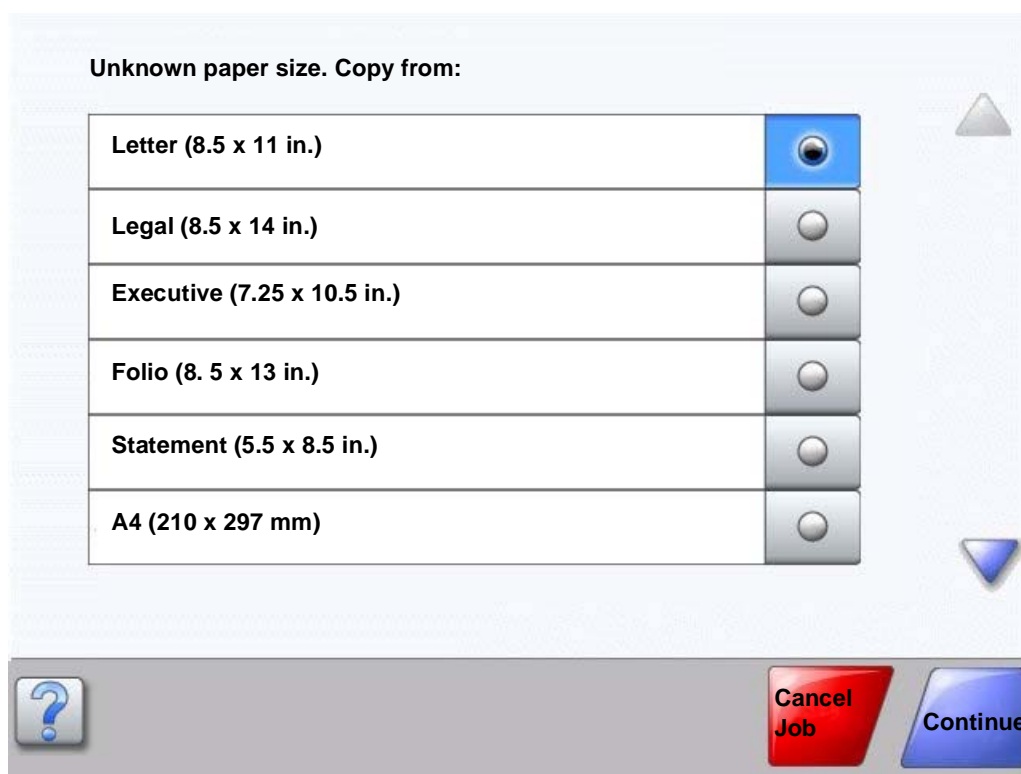 Unknown paper size. Copy from:
Letter (8.5 x 11 in.)
Legal (8.5 x 14 in.)
Executive (7.25 x 10.5 in.)
Folio (8. 5 x 13 in.)
Statement (5.5 x 8.5 in.)
A4 (210 x 297 mm)
?
Cancel
Job
Continue